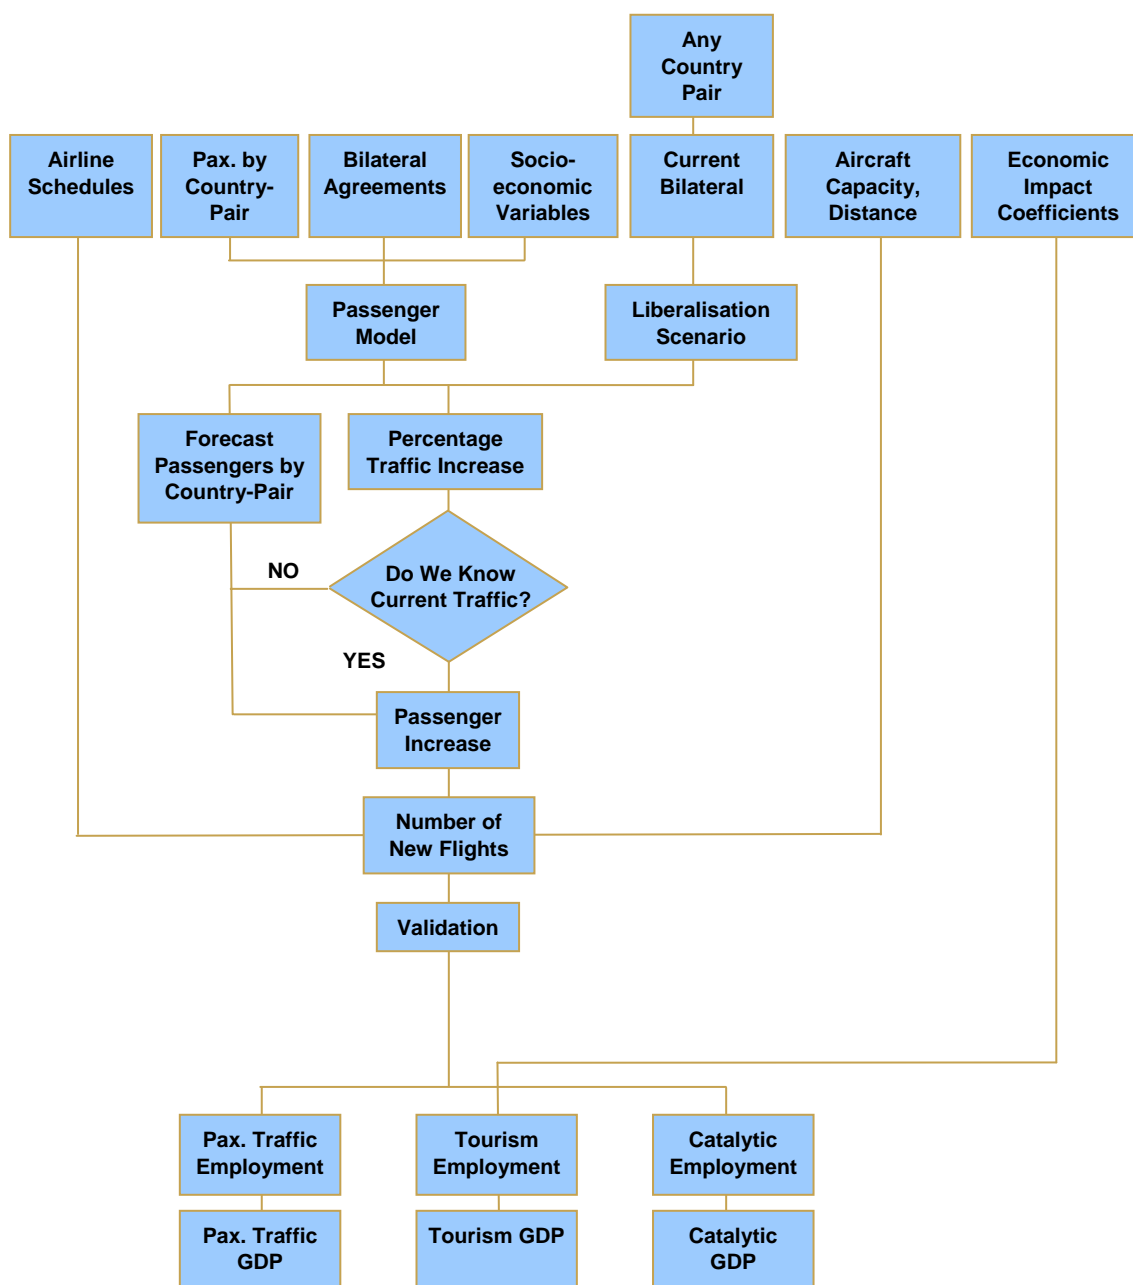 Any
Country
Pair
Airline
Schedules
Pax. by
Country-
Pair
Bilateral
Agreements
Socio-
economic
Variables
Current
Bilateral
Aircraft
Capacity,
Distance
Economic
Impact
Coefficients
Passenger
Model
Liberalisation
Scenario
Forecast
Passengers by
Country-Pair
Percentage
Traffic Increase
NO
Do We Know
Current Traffic?
YES
Passenger
Increase
Number of
New Flights
Validation
Pax. Traffic
Employment
Tourism
Employment
Catalytic
Employment
Pax. Traffic
GDP
Tourism GDP
Catalytic
GDP